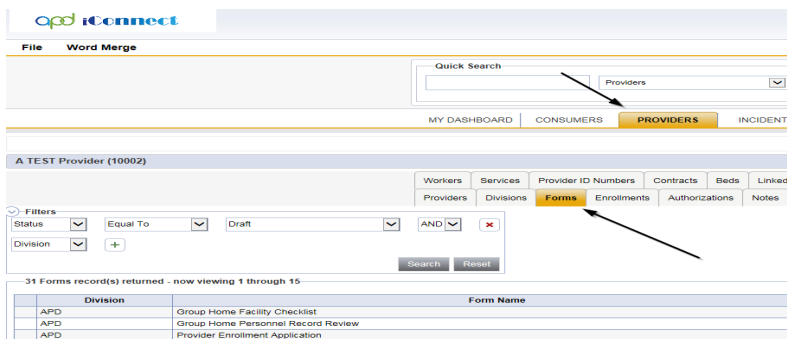 apd iConnect
File Word Merge
Quick Search
Providers
MY DASHBOARD CONSUMERS PROVIDERS INCIDENT
A TEST Provider (10002)
Workers Services Provider ID Numbers Contracts Beds Linked
Providers Divisions Forms Enrollments Authorizations Notes
Filters
Status Equal To Draft AND
Division
Search Reset
31 Forms record(s) returned - now viewing 1 through 15
Division Form Name
APD Group Home Facility Checklist
APD Group Home Personnel Record Review
APD Provider Enrollment Application